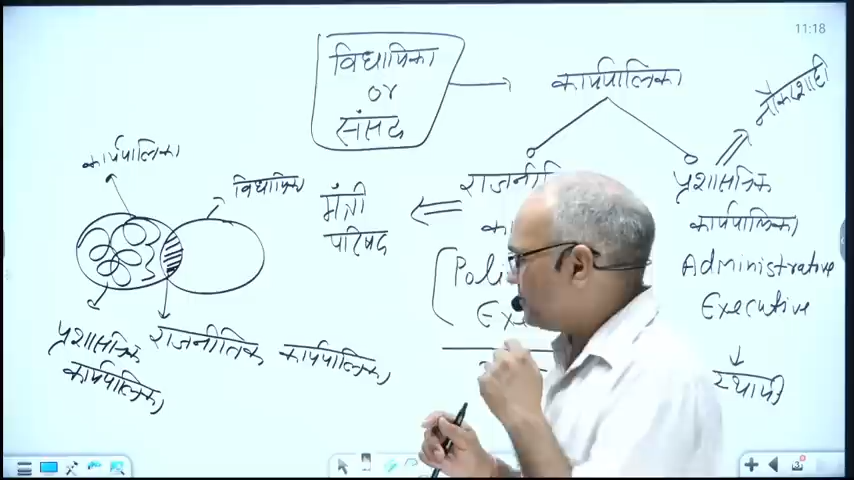 11:18
विधायिका
or
संसद
कार्यपालिका
नौकरशाही
कार्यपालिका
विधायिका
मंत्री
परिषद
प्रशासनिक
कार्यपालिका
Administrative
Executive
स्थायी
प्रशासनिक
कार्यपालिका
राजनीतिक कार्यपालिका